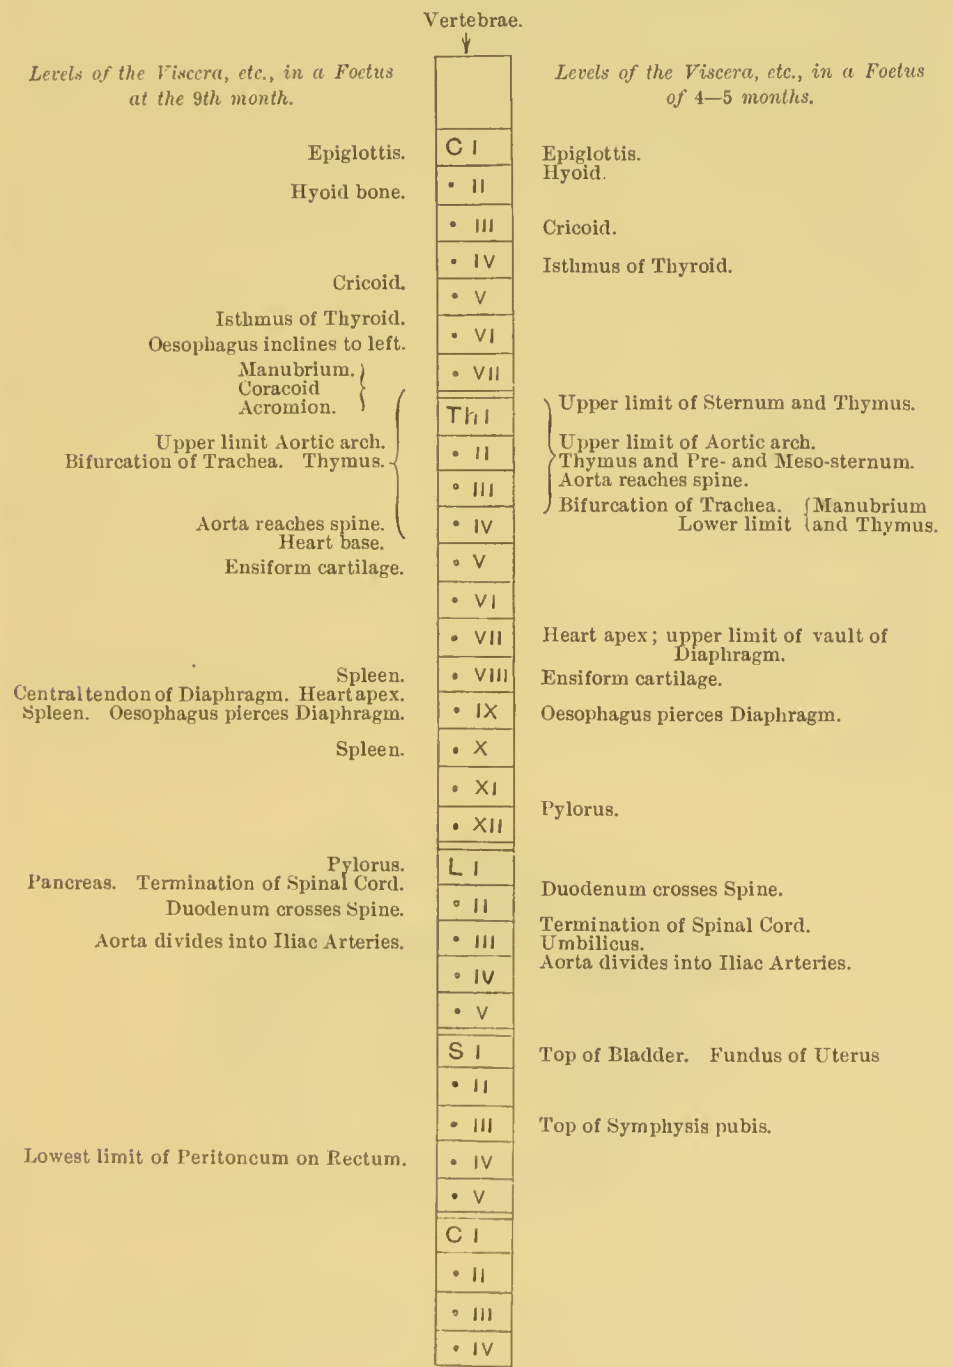 Vertebrae.
Levels of the Viscera, etc., in a Foetus
at the 9th month.
Epiglottis.
Hyoid bone.
Cricoid.
Isthmus of Thyroid.
Oesophagus inclines to left.
Manubrium.
Coracoid
Acromion.
Upper limit Aortic arch.
Bifurcation of Trachea. Thymus.
Aorta reaches spine.
Heart base.
Ensiform cartilage.
Spleen.
Central tendon of Diaphragm. Heart apex.
Spleen. Oesophagus pierces Diaphragm.
Spleen.
Pylorus.
Pancreas. Termination of Spinal Cord.
Duodenum crosses Spine.
Aorta divides into Iliac Arteries.
Lowest limit of Peritoneum on Rectum.
C I
• II
• III
• IV
• V
• VI
• VII
Th I
• II
• III
• IV
• V
• VI
• VII
• VIII
• IX
• X
• XI
• XII
L I
• II
• III
• IV
• V
S I
• II
• III
• IV
• V
C I
• II
• III
• IV
Levels of the Viscera, etc., in a Foetus
of 4—5 months.
Epiglottis.
Hyoid.
Cricoid.
Isthmus of Thyroid.
Upper limit of Sternum and Thymus.
Upper limit of Aortic arch.
Thymus and Pre- and Meso-sternum.
Aorta reaches spine.
Bifurcation of Trachea. { Manubrium
Lower limit { and Thymus.
Heart apex; upper limit of vault of
Diaphragm.
Ensiform cartilage.
Oesophagus pierces Diaphragm.
Pylorus.
Duodenum crosses Spine.
Termination of Spinal Cord.
Umbilicus.
Aorta divides into Iliac Arteries.
Top of Bladder. Fundus of Uterus
Top of Symphysis pubis.